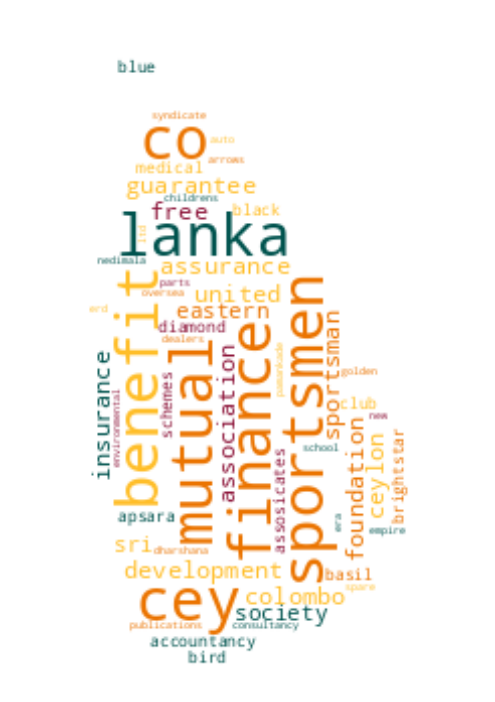 blue
syndicate
co
auto
arrows
medical
guarantee
childrens
free
black
lanka
ltd
nedimala
assurance
parts
oversea
united
erd
eastern
diamond
dealers
benefit
mutual
finance
sportsmen
sportsman
insurance
environmental
schemes
association
pamankade
golden
club
new
school
foundation
ceylon
brightstar
assosicates
era
empire
apsara
sri
dharshana
development
basil
spare
cey
colombo
society
publications
consultancy
accountancy
bird